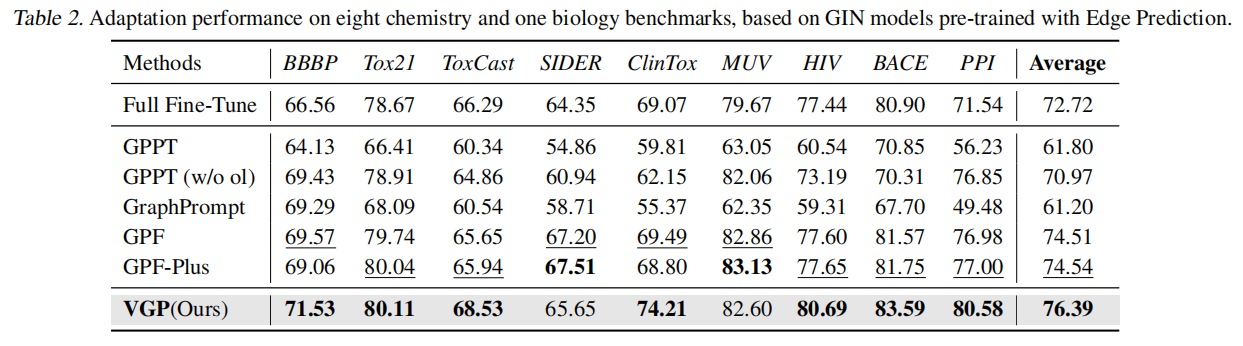 Table 2. Adaptation performance on eight chemistry and one biology benchmarks, based on GIN models pre-trained with Edge Prediction.
Methods BBBP Tox21 ToxCast SIDER ClinTox MUV HIV BACE PPI Average
Full Fine-Tune 66.56 78.67 66.29 64.35 69.07 79.67 77.44 80.90 71.54 72.72
GPPT 64.13 66.41 60.34 54.86 59.81 63.05 60.54 70.85 56.23 61.80
GPPT (w/o ol) 69.43 78.91 64.86 60.94 62.15 82.06 73.19 70.31 76.85 70.97
GraphPrompt 69.29 68.09 60.54 58.71 55.37 62.35 59.31 67.70 49.48 61.20
GPF 69.57 79.74 65.65 67.20 69.49 82.86 77.60 81.57 76.98 74.51
GPF-Plus 69.06 80.04 65.94 67.51 68.80 83.13 77.65 81.75 77.00 74.54
VGP(Ours) 71.53 80.11 68.53 65.65 74.21 82.60 80.69 83.59 80.58 76.39